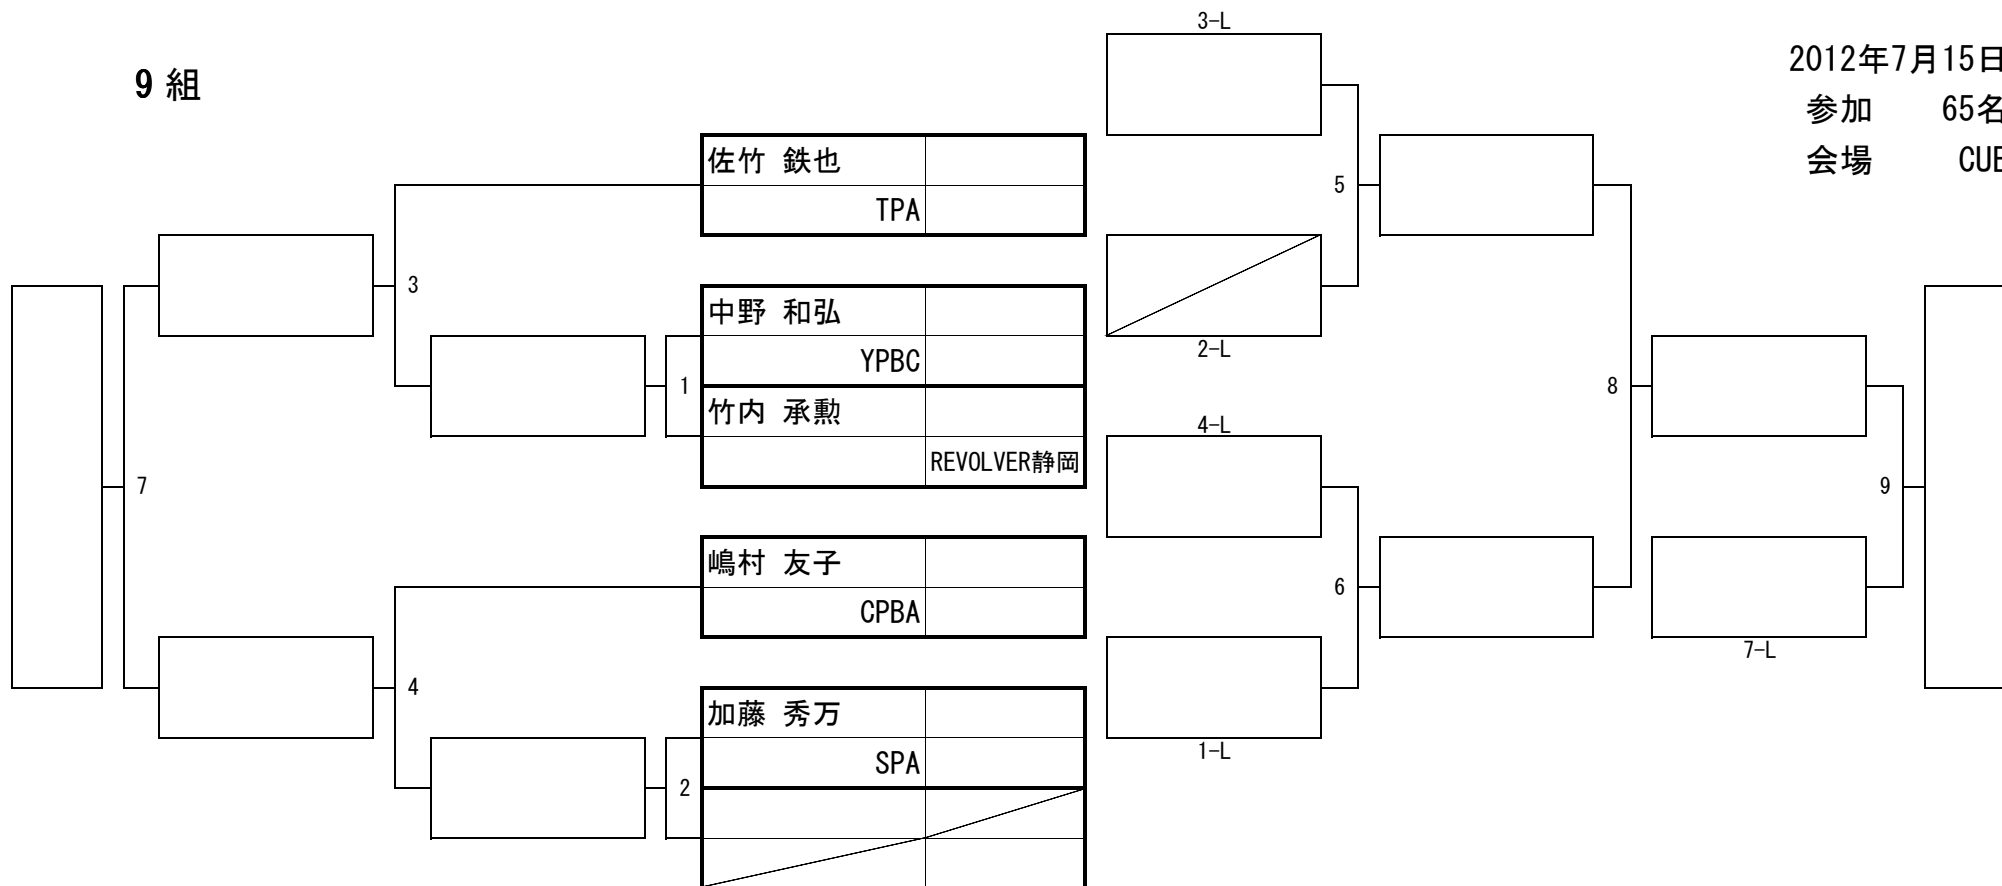 9 組
2012年7月15日
参加 65名
会場 CUE
佐竹 鉄也
TPA
3
中野 和弘
YPBC
1
竹内 承勲
REVOLVER静岡
7
嶋村 友子
CPBA
4
加藤 秀万
SPA
2
3-L
5
2-L
8
4-L
9
6
7-L
1-L